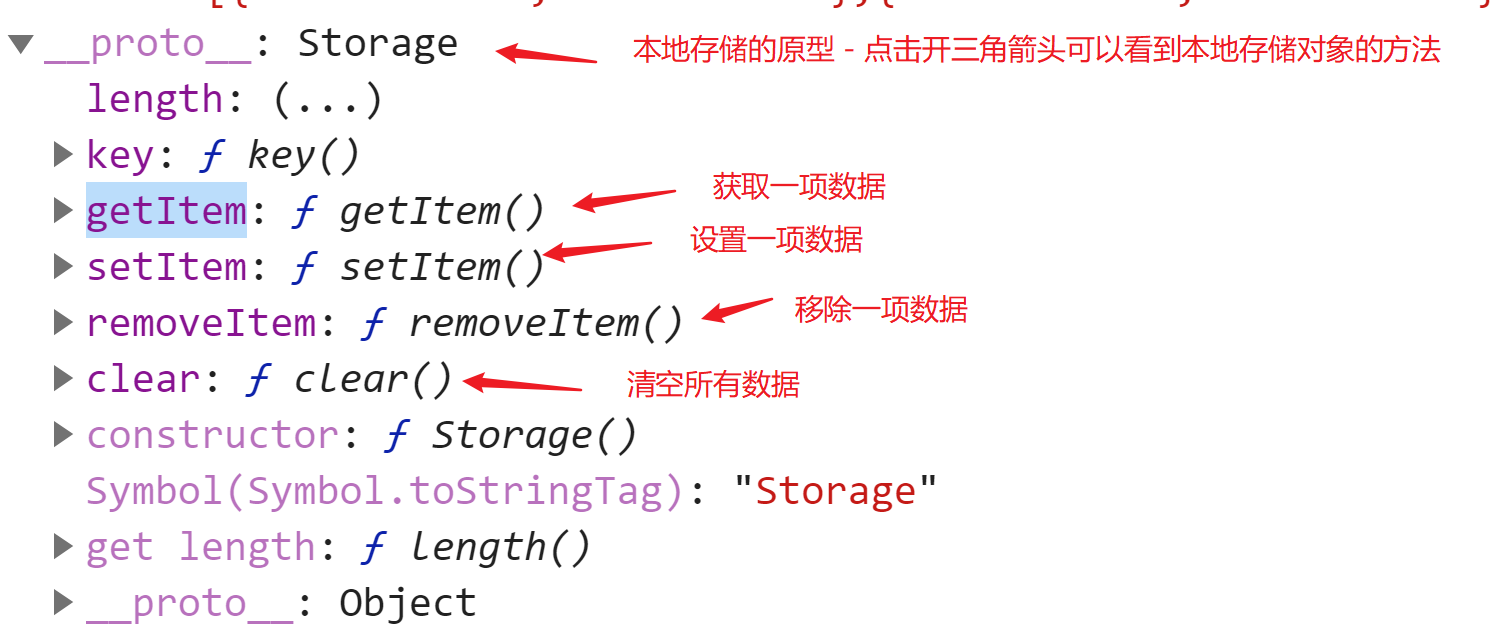 __proto__: Storage 本地存储的原型 - 点击开三角箭头可以看到本地存储对象的方法
length: (...)
key: ƒ key()
getItem: ƒ getItem() 获取一项数据
setItem: ƒ setItem() 设置一项数据
removeItem: ƒ removeItem() 移除一项数据
clear: ƒ clear() 清空所有数据
constructor: ƒ Storage()
Symbol(Symbol.toStringTag): "Storage"
get length: ƒ length()
__proto__: Object